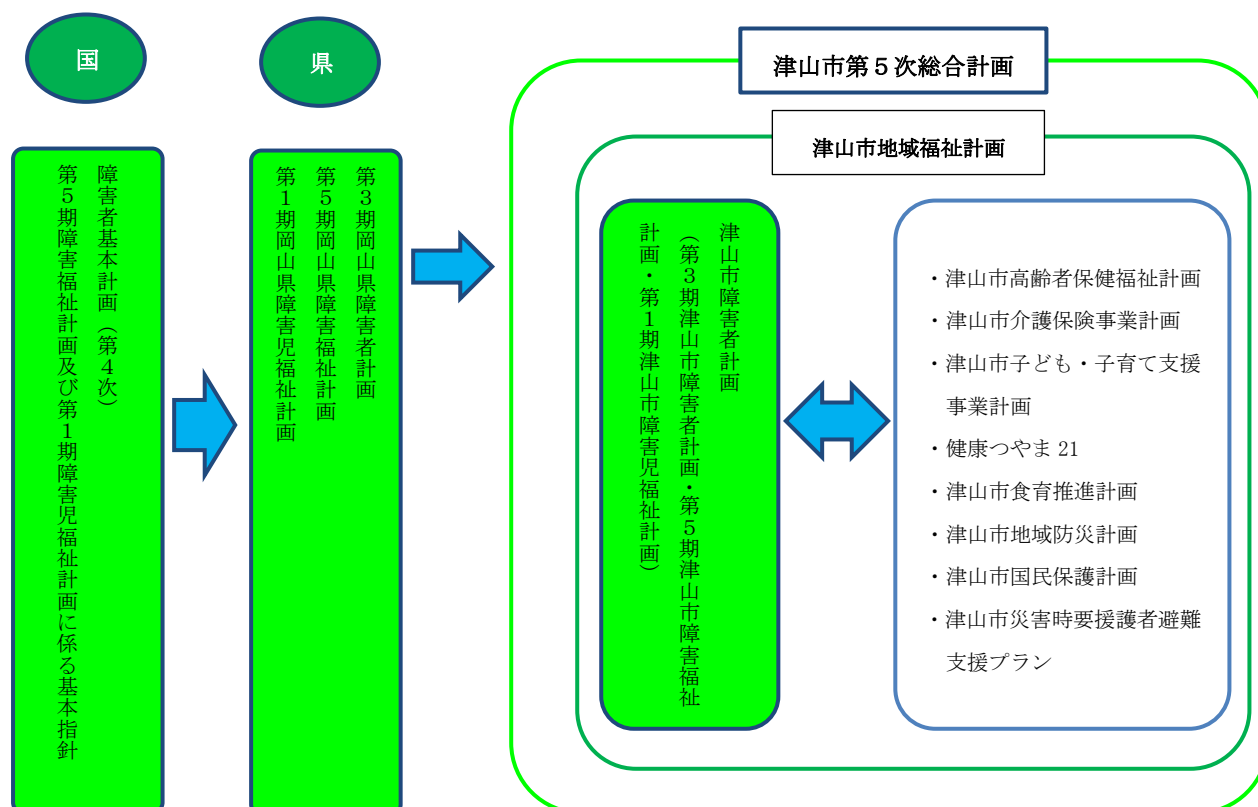 国
障害者基本計画（第４次）
第５期障害福祉計画及び第１期障害児福祉計画に係る基本指針
県
第３期岡山県障害者計画
第５期岡山県障害福祉計画
第１期岡山県障害児福祉計画
津山市第５次総合計画
津山市地域福祉計画
津山市障害者計画
（第３期津山市障害者計画・第５期津山市障害福祉
計画・第１期津山市障害児福祉計画）
・津山市高齢者保健福祉計画
・津山市介護保険事業計画
・津山市子ども・子育て支援
事業計画
・健康つやま 21
・津山市食育推進計画
・津山市地域防災計画
・津山市国民保護計画
・津山市災害時要援護者避難
支援プラン